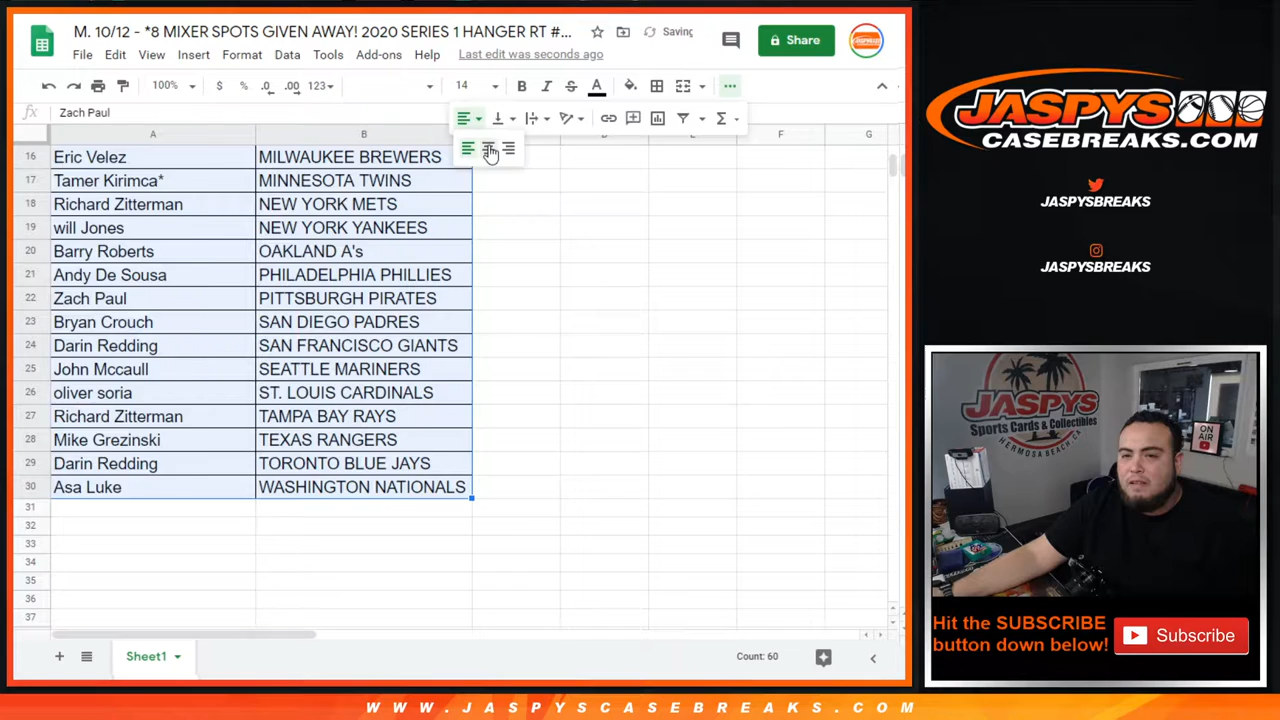 M. 10/12 - *8 MIXER SPOTS GIVEN AWAY! 2020 SERIES 1 HANGER RT #...
Saving
Share
File Edit View Insert Format Data Tools Add-ons Help Last edit was seconds ago
100% $ % .0 .00 123 14 B I S A
fx Zach Paul
A B F G
16 Eric Velez MILWAUKEE BREWERS
17 Tamer Kirimca* MINNESOTA TWINS
18 Richard Zitterman NEW YORK METS
19 will Jones NEW YORK YANKEES
20 Barry Roberts OAKLAND A's
21 Andy De Sousa PHILADELPHIA PHILLIES
22 Zach Paul PITTSBURGH PIRATES
23 Bryan Crouch SAN DIEGO PADRES
24 Darin Redding SAN FRANCISCO GIANTS
25 John Mccaull SEATTLE MARINERS
26 oliver soria ST. LOUIS CARDINALS
27 Richard Zitterman TAMPA BAY RAYS
28 Mike Grezinski TEXAS RANGERS
29 Darin Redding TORONTO BLUE JAYS
30 Asa Luke WASHINGTON NATIONALS
31
32
33
34
35
36
37
Sheet1
Count: 60
JASPYS
CASEBREAKS.COM
JASPYSBREAKS
JASPYSBREAKS
JASPYS
Sports Cards & Collectibles
HERMOSA BEACH, CA
ON AIR
Hit the SUBSCRIBE
button down below!
Subscribe
WWW.JASPYSCASEBREAKS.COM